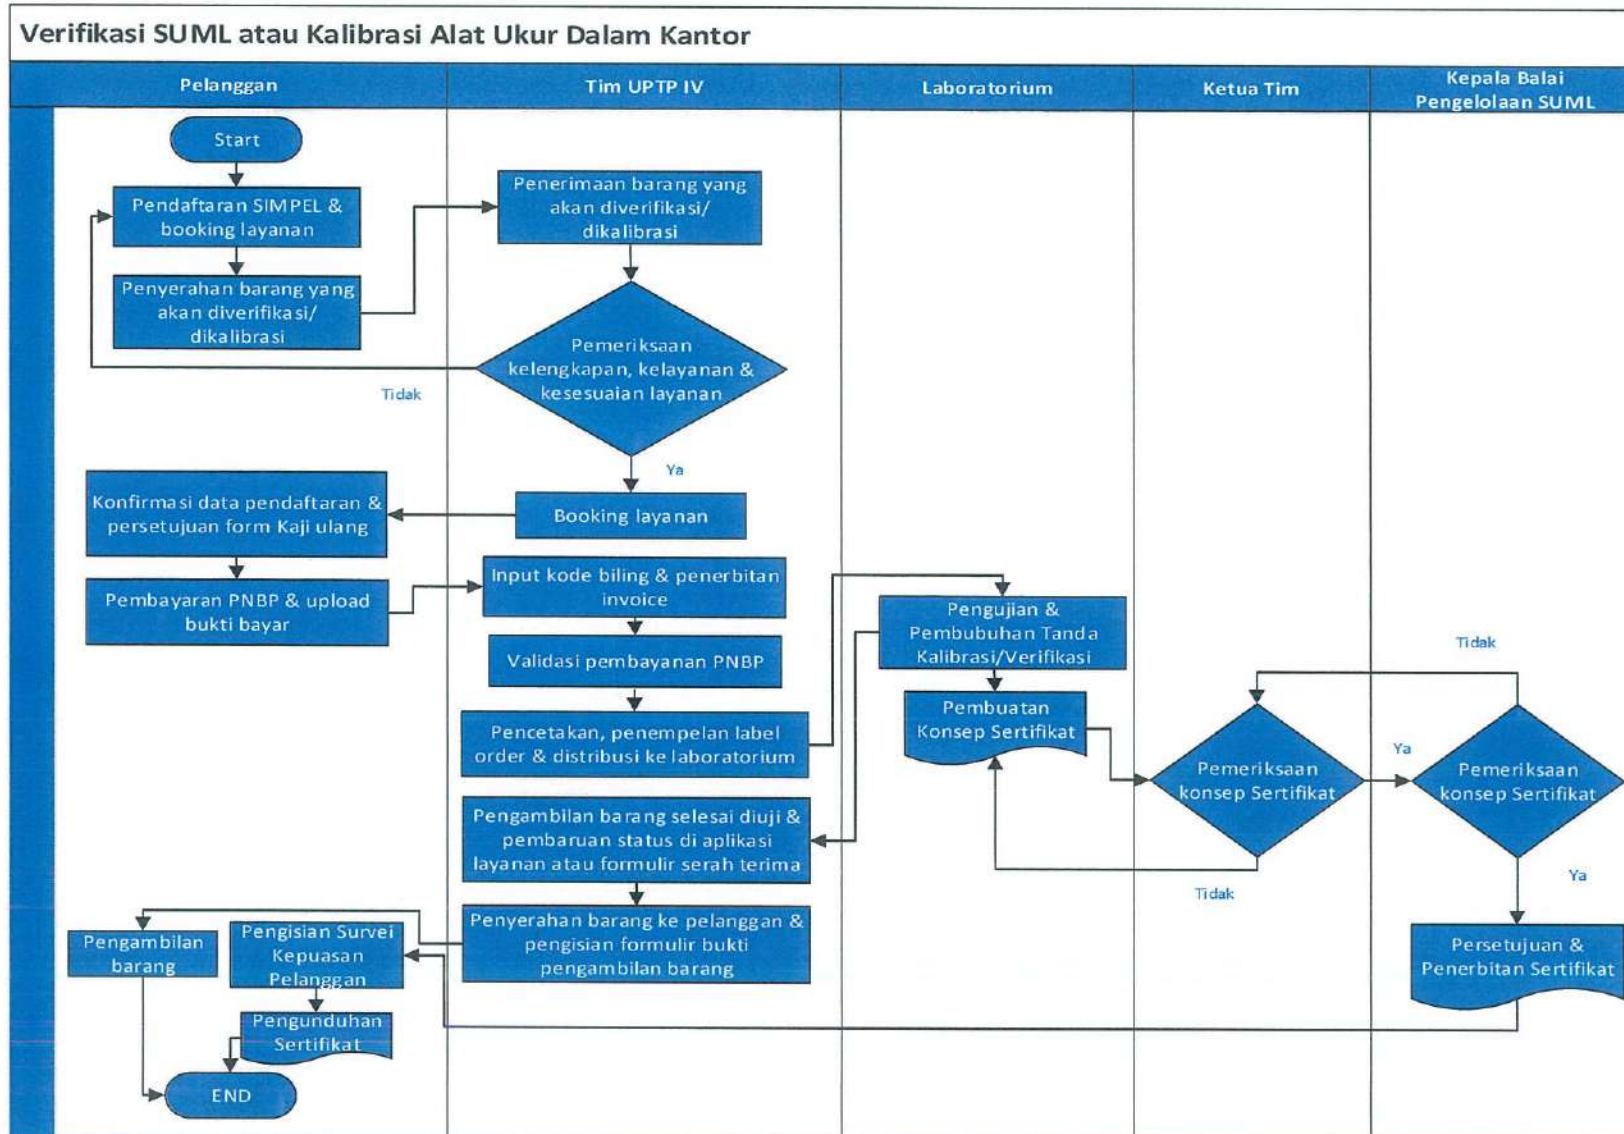 Verifikasi SUML atau Kalibrasi Alat Ukur Dalam Kantor
Pelanggan
Tim UPTP IV
Laboratorium
Ketua Tim
Kepala Balai
Pengelolaan SUML
Start
Pendaftaran SIMPEL &
booking layanan
Penyerahan barang yang
akan diverifikasi/
dikalibrasi
Penerimaan barang yang
akan diverifikasi/
dikalibrasi
Pemeriksaan
kelengkapan, kelayanan &
kesesuaian layanan
Tidak
Ya
Booking layanan
Konfirmasi data pendaftaran &
persetujuan form Kaji ulang
Pembayaran PNBP & upload
bukti bayar
Input kode biling & penerbitan
invoice
Validasi pembayanan PNBP
Pencetakan, penempelan label
order & distribusi ke laboratorium
Pengujian &
Pembubuhan Tanda
Kalibrasi/Verifikasi
Pembuatan
Konsep Sertifikat
Pemeriksaan
konsep Sertifikat
Tidak
Ya
Pemeriksaan
konsep Sertifikat
Tidak
Ya
Persetujuan &
Penerbitan Sertifikat
Pengambilan barang selesai diuji &
pembaruan status di aplikasi
layanan atau formulir serah terima
Penyerahan barang ke pelanggan &
pengisian formulir bukti
pengambilan barang
Pengambilan
barang
Pengisian Survei
Kepuasan
Pelanggan
Pengunduhan
Sertifikat
END